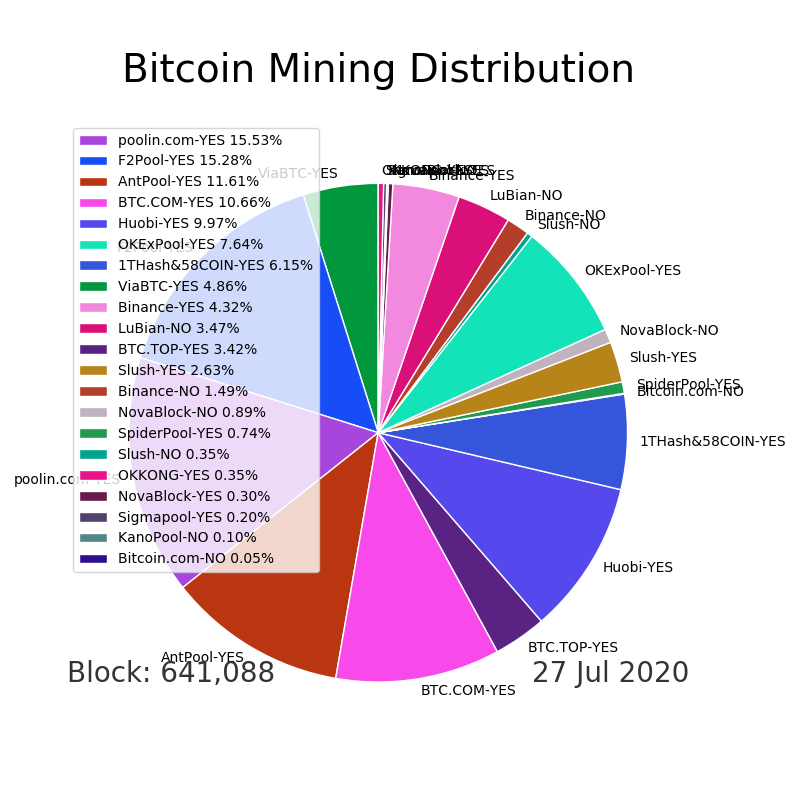 Bitcoin Mining Distribution
poolin.com-YES 15.53%
F2Pool-YES 15.28%
AntPool-YES 11.61%
BTC.COM-YES 10.66%
Huobi-YES 9.97%
OKExPool-YES 7.64%
1THash&58COIN-YES 6.15%
ViaBTC-YES 4.86%
Binance-YES 4.32%
LuBian-NO 3.47%
BTC.TOP-YES 3.42%
Slush-YES 2.63%
Binance-NO 1.49%
NovaBlock-NO 0.89%
SpiderPool-YES 0.74%
Slush-NO 0.35%
OKKONG-YES 0.35%
NovaBlock-YES 0.30%
Sigmapool-YES 0.20%
KanoPool-NO 0.10%
Bitcoin.com-NO 0.05%
ViaBTC-YES
Binance-YES
LuBian-NO
Binance-NO
Slush-NO
OKExPool-YES
NovaBlock-NO
Slush-YES
SpiderPool-YES
Bitcoin.com-NO
1THash&58COIN-YES
poolin.com-YES
Huobi-YES
BTC.TOP-YES
AntPool-YES
BTC.COM-YES
Block: 641,088
27 Jul 2020